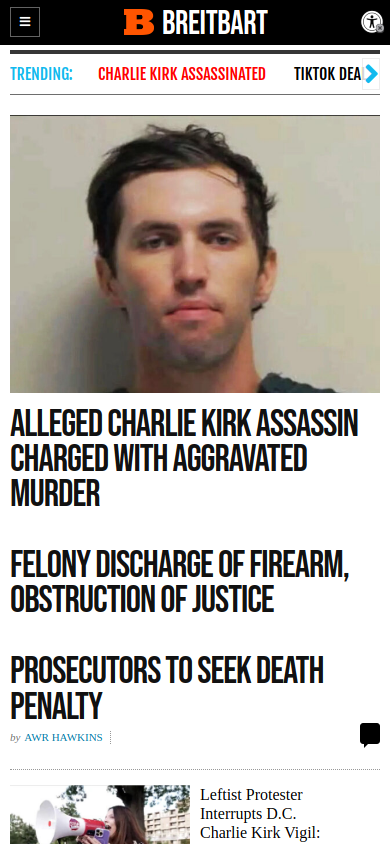 BREITBART
TRENDING: CHARLIE KIRK ASSASSINATED TIKTOK DEA
ALLEGED CHARLIE KIRK ASSASSIN
CHARGED WITH AGGRAVATED
MURDER
FELONY DISCHARGE OF FIREARM,
OBSTRUCTION OF JUSTICE
PROSECUTORS TO SEEK DEATH
PENALTY
by AWR HAWKINS
Leftist Protester
Interrupts D.C.
Charlie Kirk Vigil: